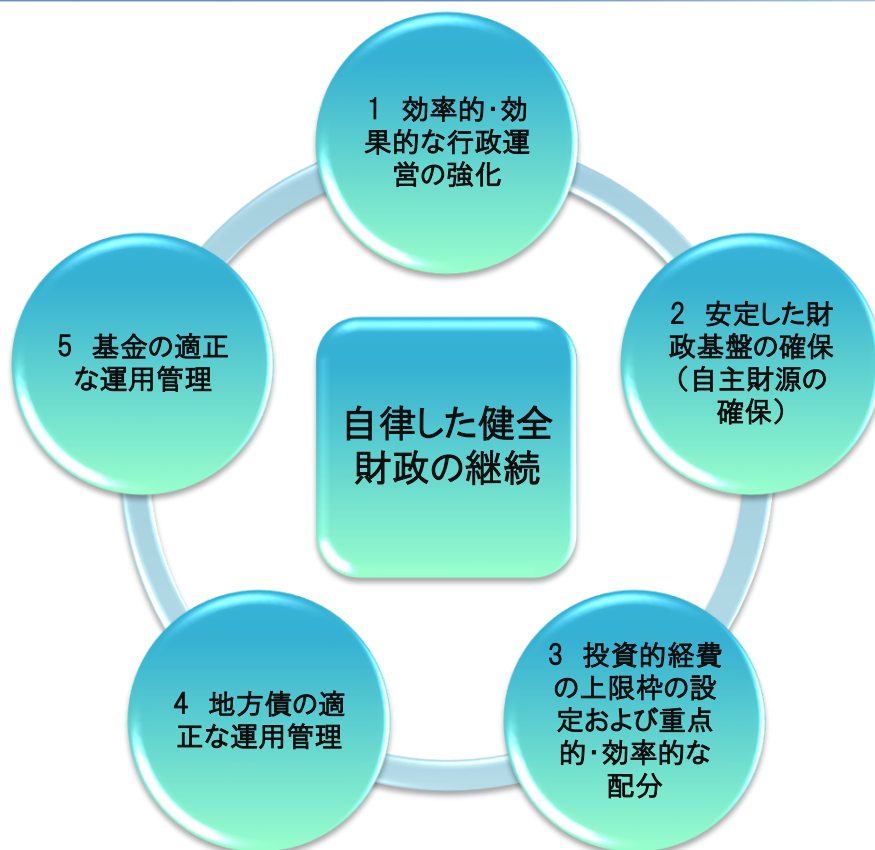 1 効率的・効
果的な行政運
営の強化
2 安定した財
政基盤の確保
（自主財源の
確保）
5 基金の適正
な運用管理
自律した健全
財政の継続
3 投資的経費
の上限枠の設
定および重点
的・効率的な
配分
4 地方債の適
正な運用管理